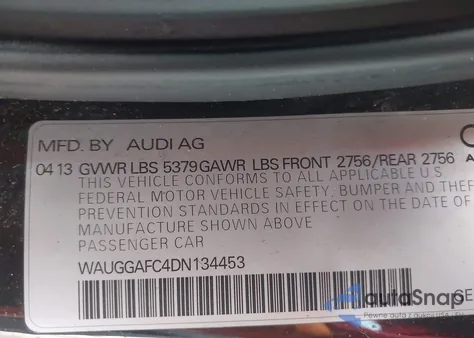 MFD. BY AUDI AG
04 13 GVWR LBS 5379 GAWR LBS FRONT 2756/REAR 2756
THIS VEHICLE CONFORMS TO ALL APPLICABLE U.S
FEDERAL MOTOR VEHICLE SAFETY, BUMPER AND THEF
PREVENTION STANDARDS IN EFFECT ON THE DATE OF
MANUFACTURE SHOWN ABOVE
PASSENGER CAR
WAUGGAFC4DN134453
SE
autoSnap